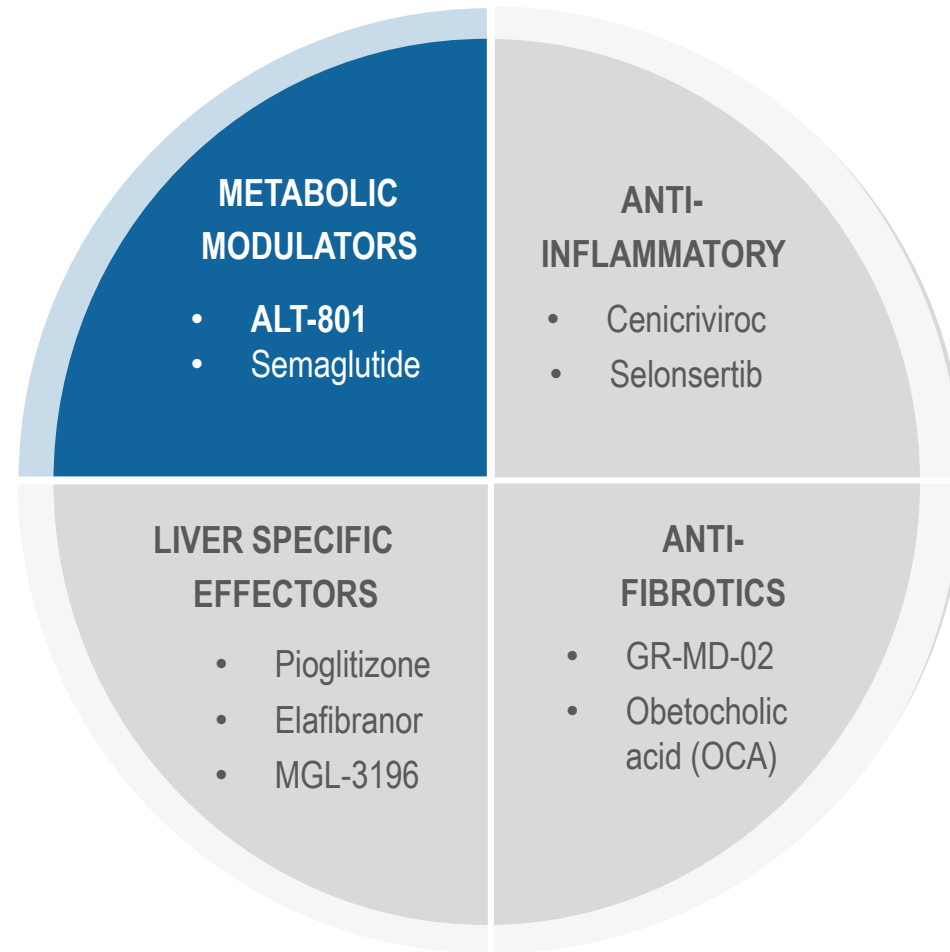 METABOLIC
MODULATORS
• ALT-801
• Semaglutide
ANTI-
INFLAMMATORY
• Cenicriviroc
• Selonsertib
LIVER SPECIFIC
EFFECTORS
• Pioglitizone
• Elafibranor
• MGL-3196
ANTI-
FIBROTICS
• GR-MD-02
• Obetocholic
acid (OCA)